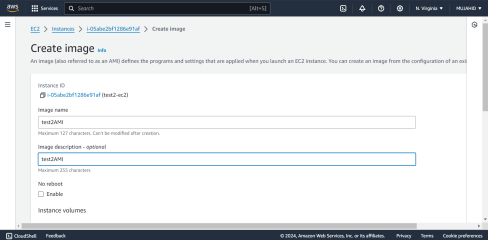 aws
Services
Search
[Alt+S]
N. Virginia
MUJAHID
EC2 > Instances > i-05abe2bf1286e91af > Create image
Create image Info
An image (also referred to as an AMI) defines the programs and settings that are applied when you launch an EC2 instance. You can create an image from the configuration of an exi
Instance ID
i-05abe2bf1286e91af (test2-ec2)
Image name
test2AMI
Maximum 127 characters. Can't be modified after creation.
Image description - optional
test2AMI
Maximum 255 characters
No reboot
Enable
Instance volumes
CloudShell Feedback
© 2024, Amazon Web Services, Inc. or its affiliates. Privacy Terms Cookie preferences